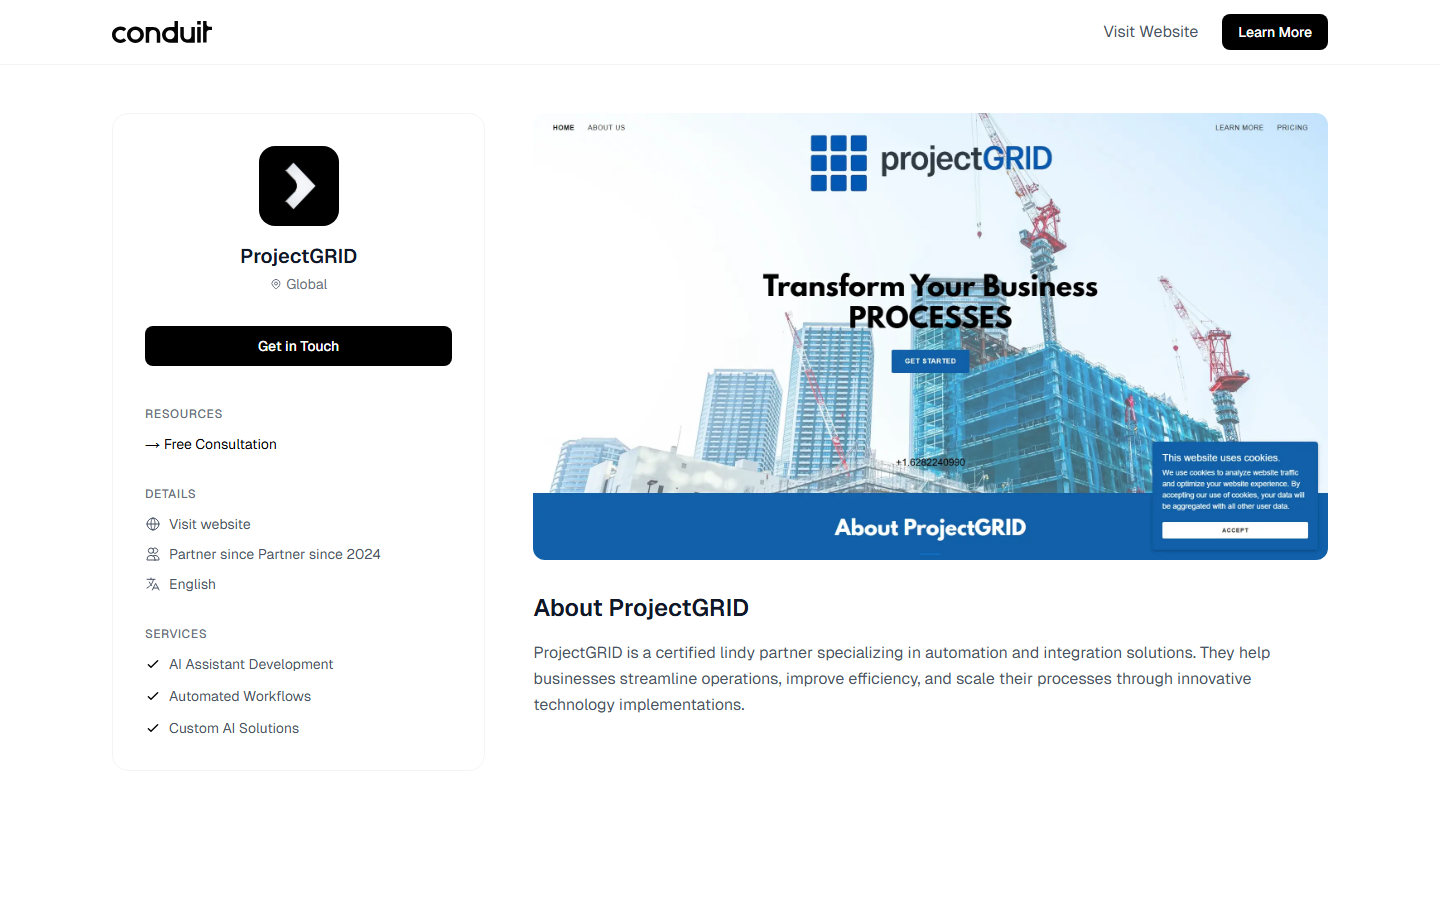 conduit
Visit Website
Learn More
ProjectGRID
Global
Get in Touch
RESOURCES
→ Free Consultation
DETAILS
Visit website
Partner since Partner since 2024
English
SERVICES
AI Assistant Development
Automated Workflows
Custom AI Solutions
HOME
ABOUT US
LEARN MORE
PRICING
projectGRID
Transform Your Business
PROCESSES
GET STARTED
+1.6282240990
This website uses cookies.
We use cookies to analyze website traffic
and optimize your website experience. By
accepting our use of cookies, your data will
be aggregated with all other user data.
ACCEPT
About ProjectGRID
About ProjectGRID
ProjectGRID is a certified lindy partner specializing in automation and integration solutions. They help
businesses streamline operations, improve efficiency, and scale their processes through innovative
technology implementations.